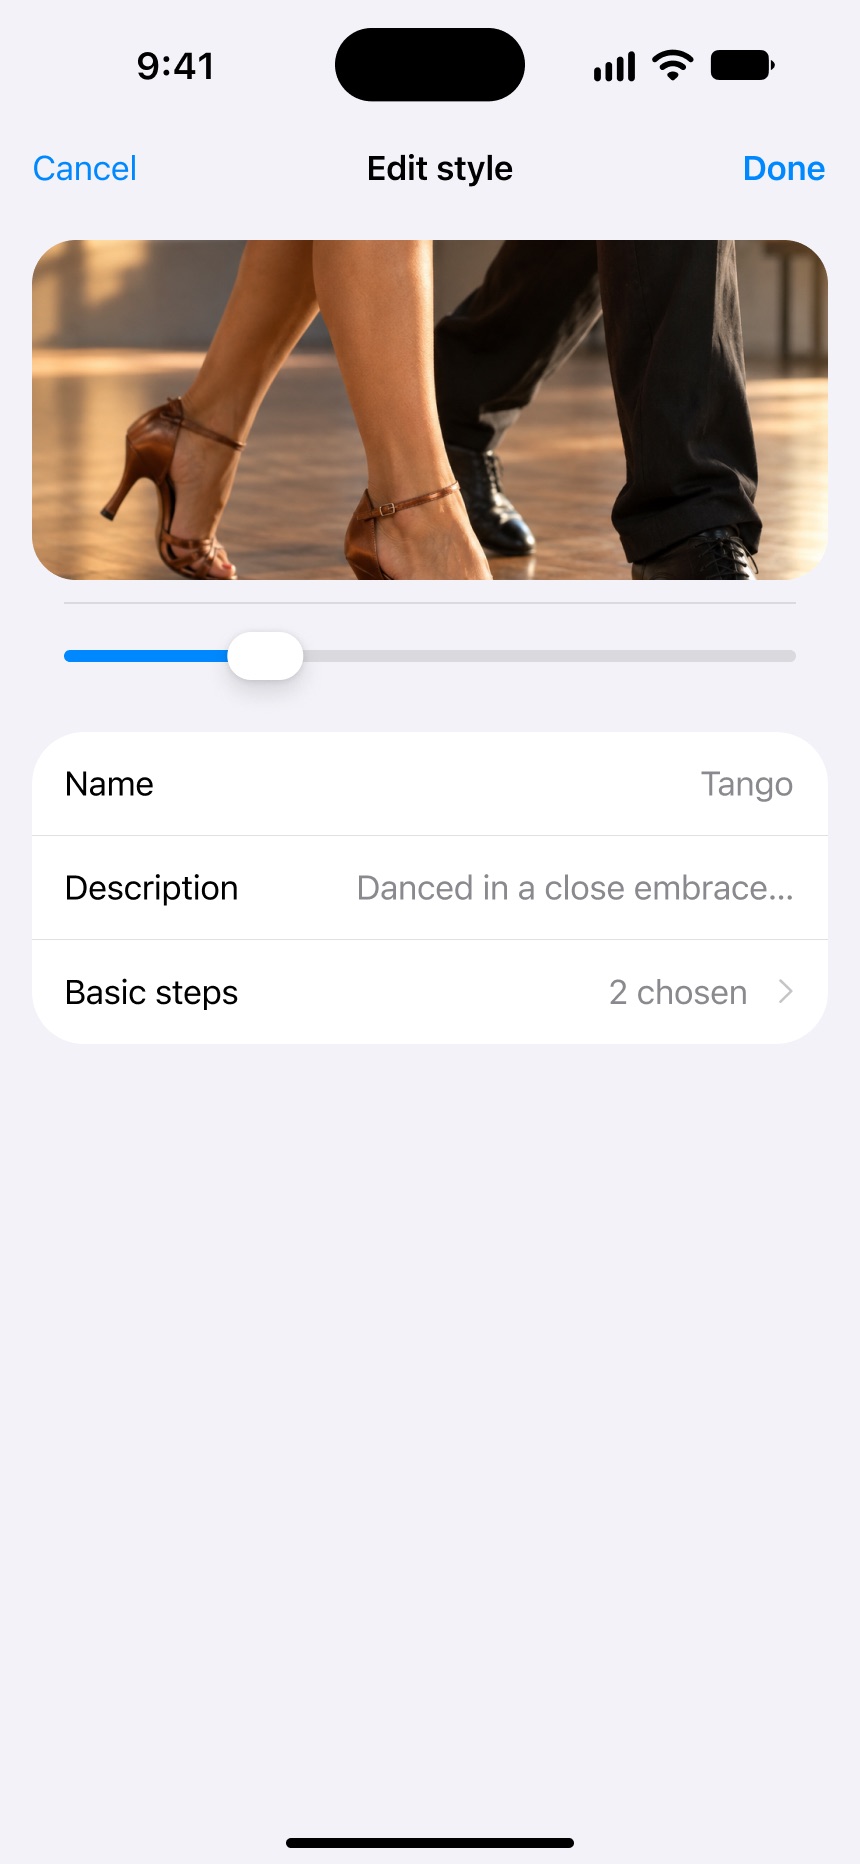 9:41
Cancel
Edit style
Done
Name
Tango
Description
Danced in a close embrace...
Basic steps
2 chosen